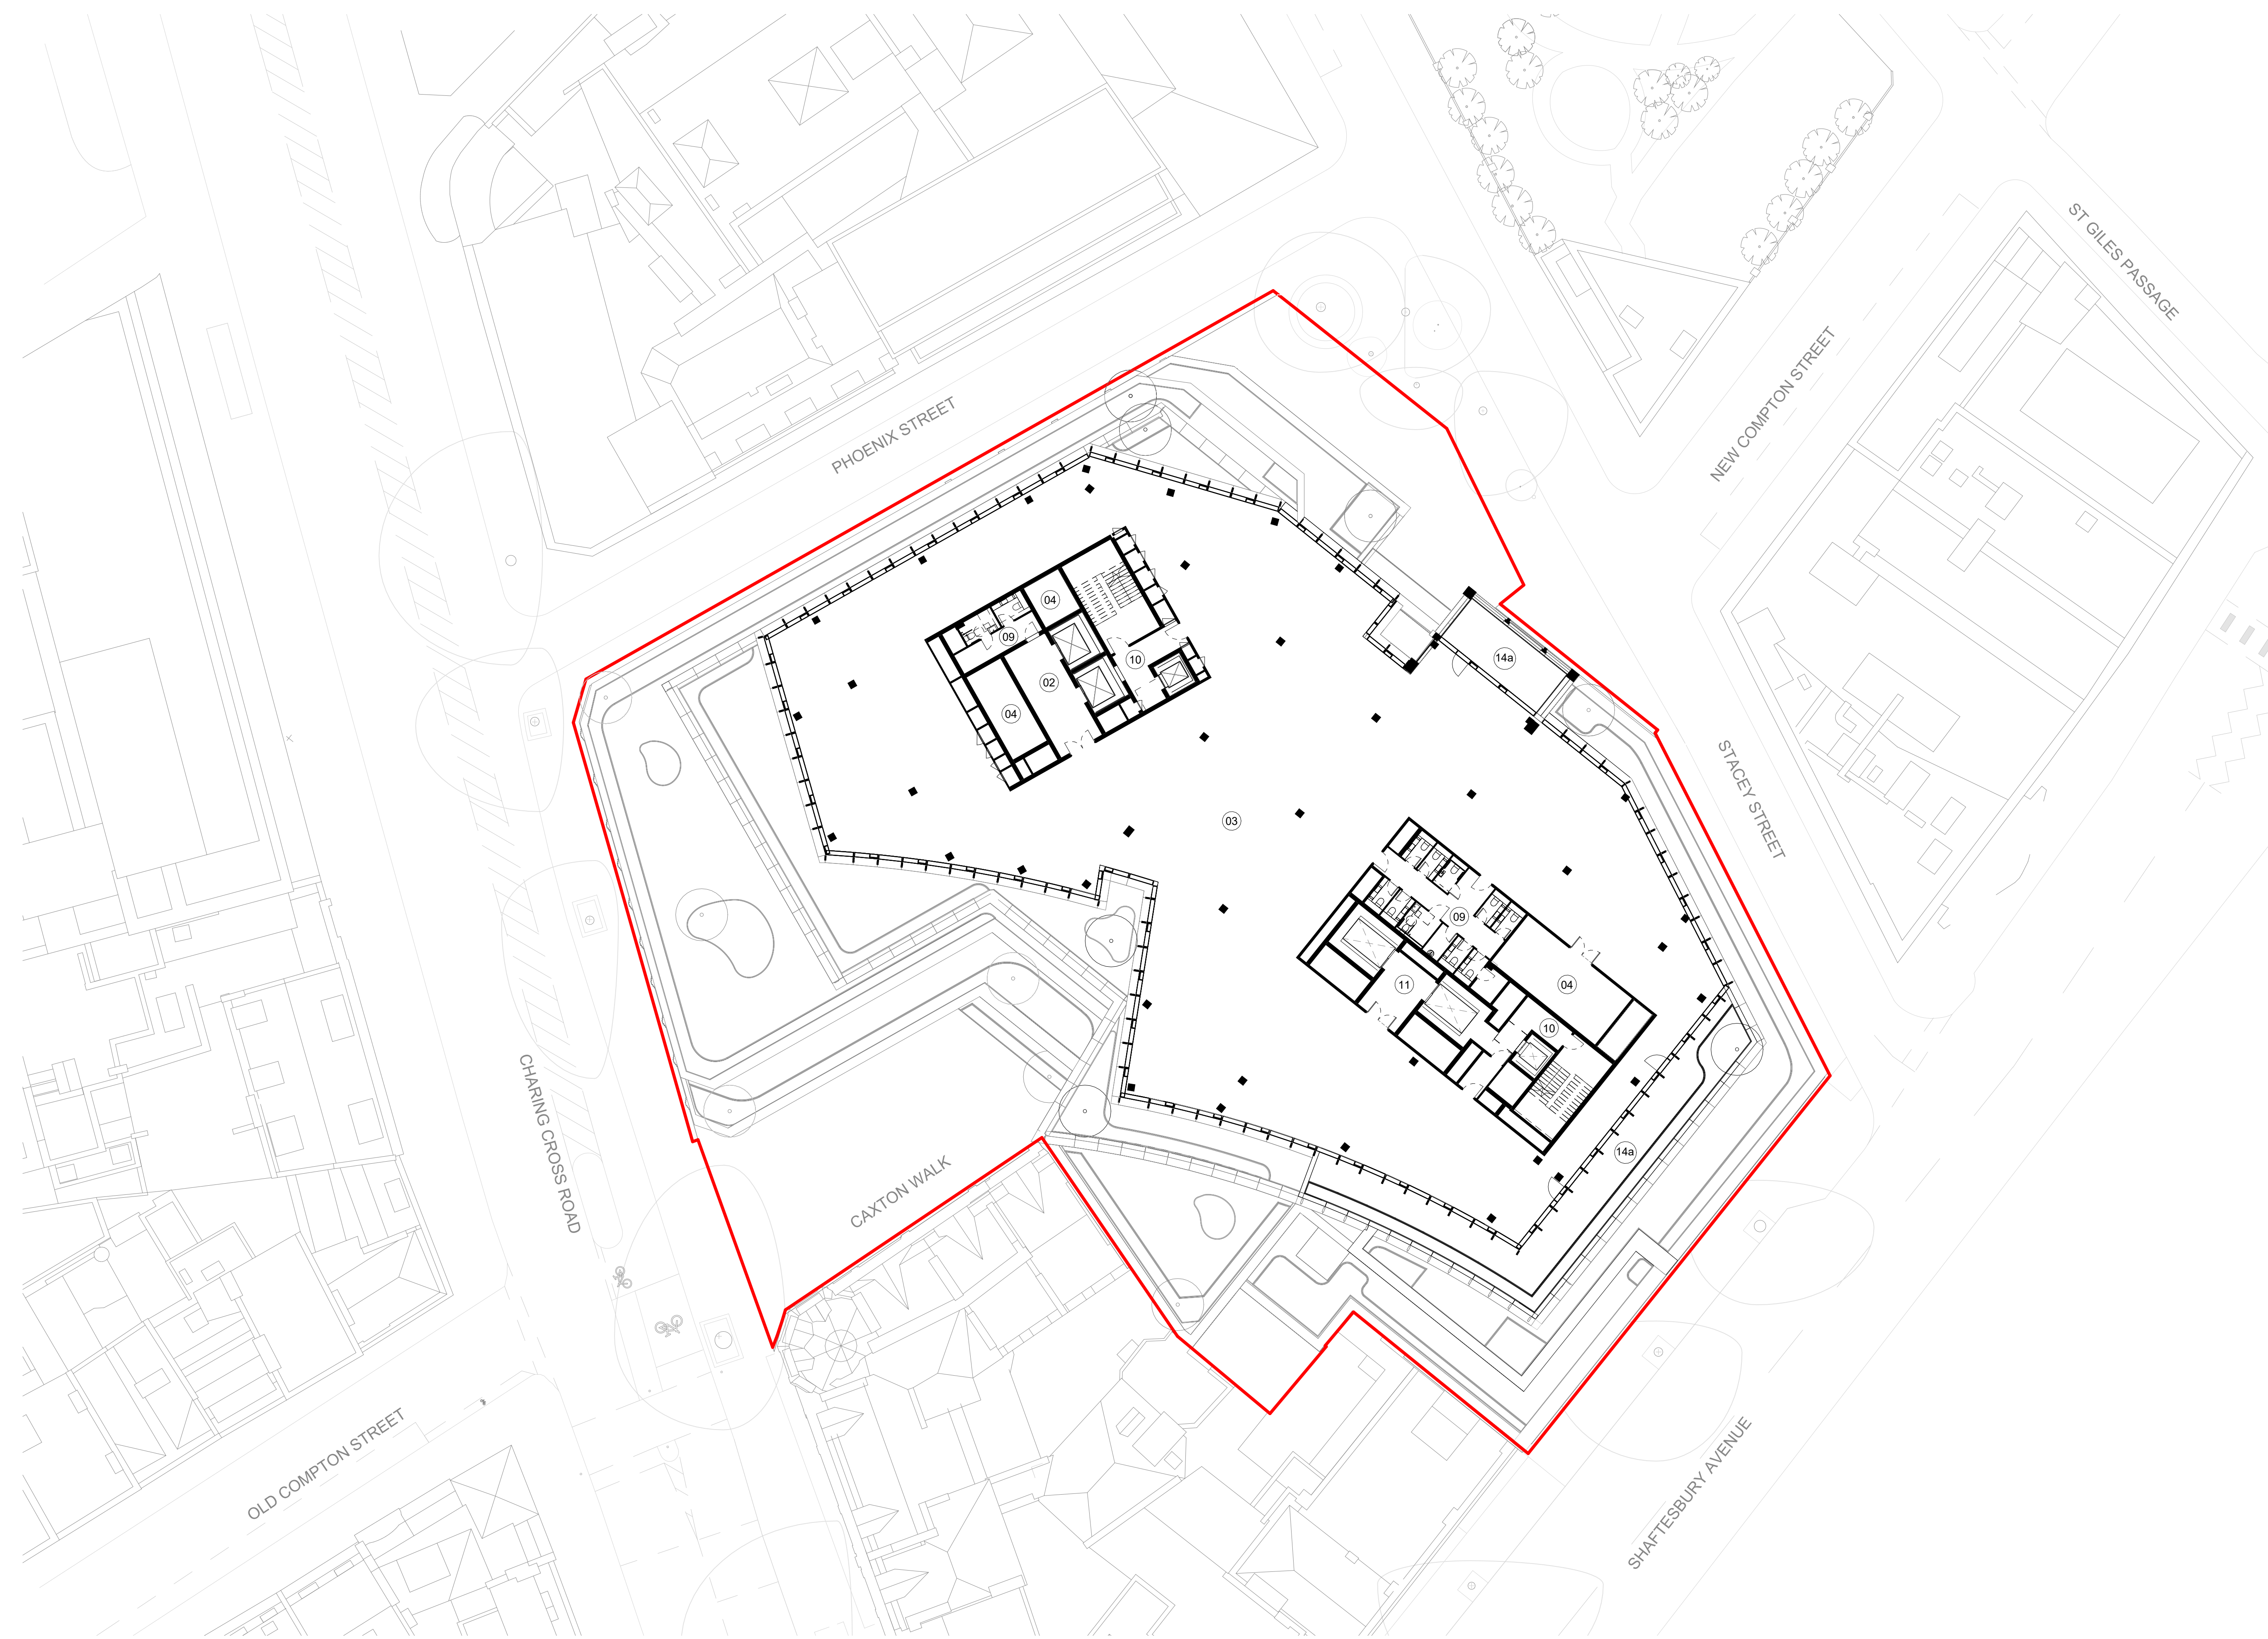 ST GILES PASSAGE
NEW COMPTON STREET
PHOENIX STREET
04
09
10
14a
02
04
STACEY STREET
03
09
04
11
10
CHARING CROSS ROAD
14a
CAXTON WALK
OLD COMPTON STREET
SHAFTESBURY AVENUE